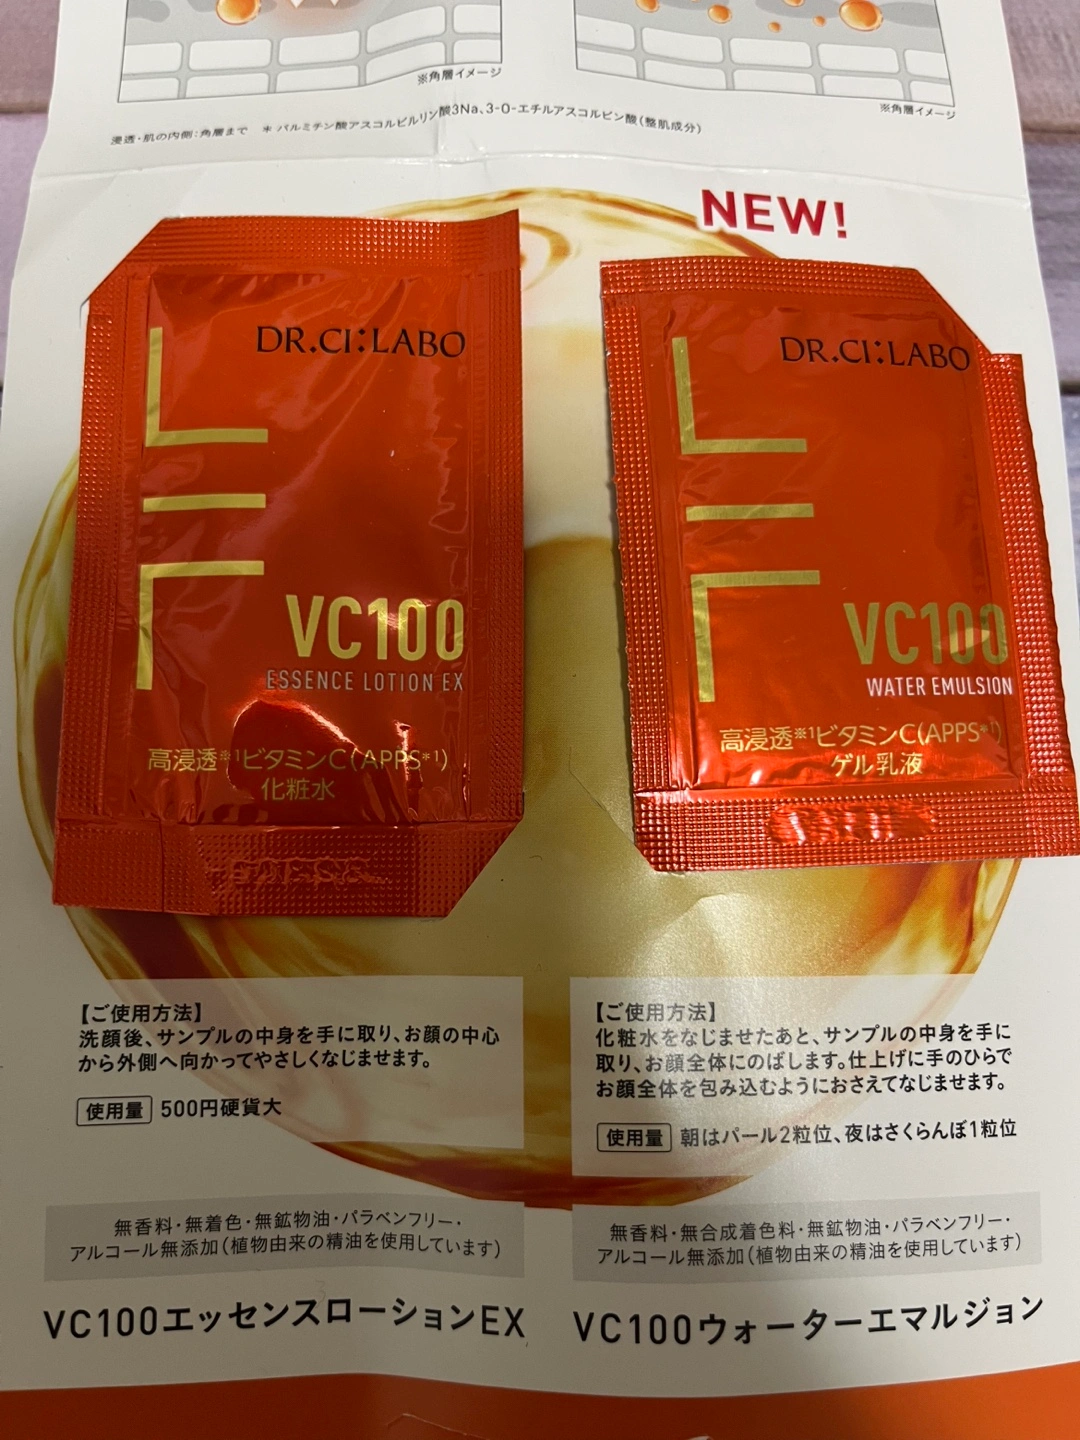 ※角層イメージ
※角層イメージ
浸透・肌の内側:角層まで ＊パルミチン酸アスコルビルリン酸3Na、3-O-エチルアスコルビン酸(整肌成分)
NEW!
DR.CI:LABO
VC100
ESSENCE LOTION EX
高浸透※1ビタミンC(APPS*1)
化粧水
DR.CI:LABO
VC100
WATER EMULSION
高浸透※1ビタミンC(APPS*1)
ゲル乳液
【ご使用方法】
洗顔後、サンプルの中身を手に取り、お顔の中心
から外側へ向かってやさしくなじませます。
使用量 500円硬貨大
【ご使用方法】
化粧水をなじませたあと、サンプルの中身を手に
取り、お顔全体にのばします。仕上げに手のひらで
お顔全体を包み込むようにおさえてなじませます。
使用量 朝はパール2粒位、夜はさくらんぼ1粒位
無香料・無着色・無鉱物油・パラベンフリー・
アルコール無添加(植物由来の精油を使用しています)
無香料・無合成着色料・無鉱物油・パラベンフリー・
アルコール無添加(植物由来の精油を使用しています)
VC100エッセンスローションEX
VC100ウォーターエマルジョン